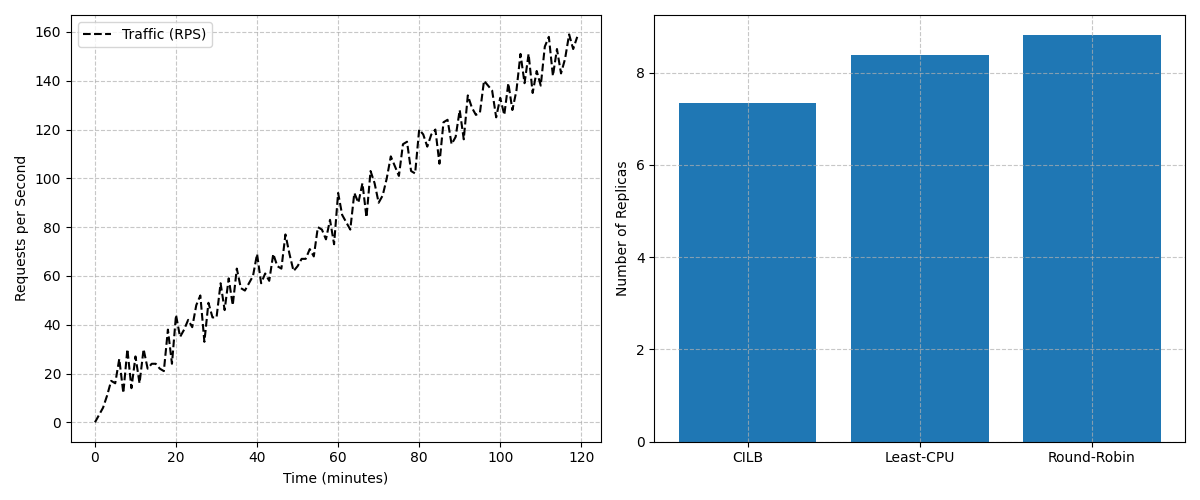 Traffic (RPS)
Requests per Second
160
140
120
100
80
60
40
20
0
0 20 40 60 80 100 120
Time (minutes)
Number of Replicas
8
6
4
2
0
CILB Least-CPU Round-Robin